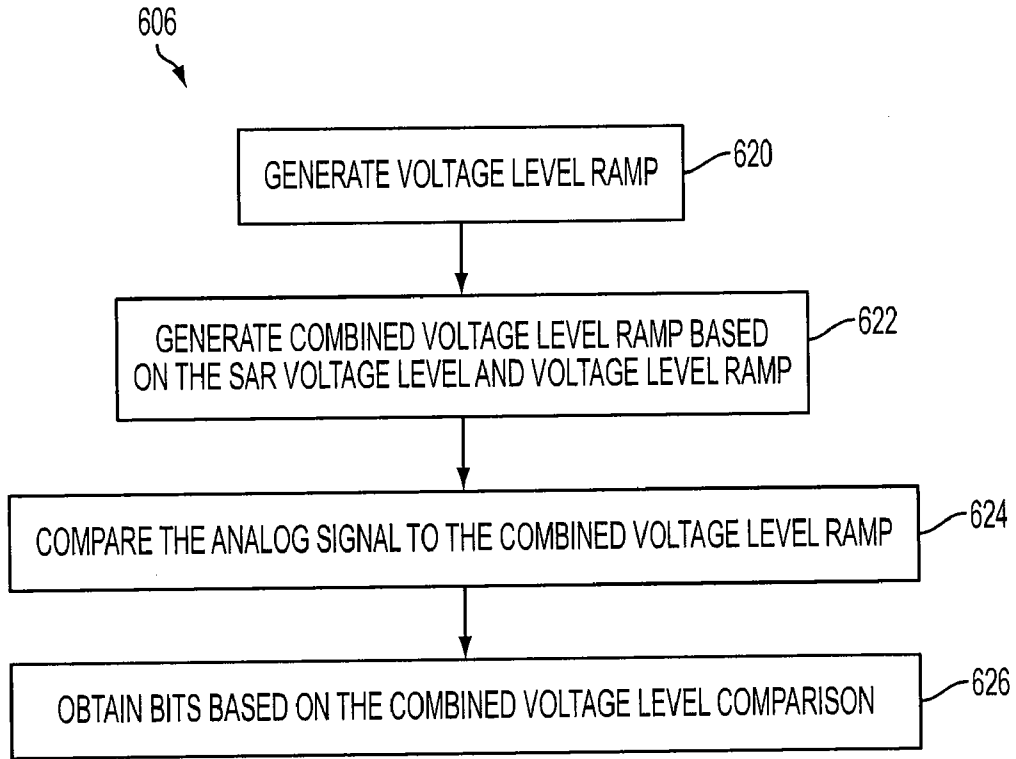 606
GENERATE VOLTAGE LEVEL RAMP
620
GENERATE COMBINED VOLTAGE LEVEL RAMP BASED
ON THE SAR VOLTAGE LEVEL AND VOLTAGE LEVEL RAMP
622
COMPARE THE ANALOG SIGNAL TO THE COMBINED VOLTAGE LEVEL RAMP
624
OBTAIN BITS BASED ON THE COMBINED VOLTAGE LEVEL COMPARISON
626